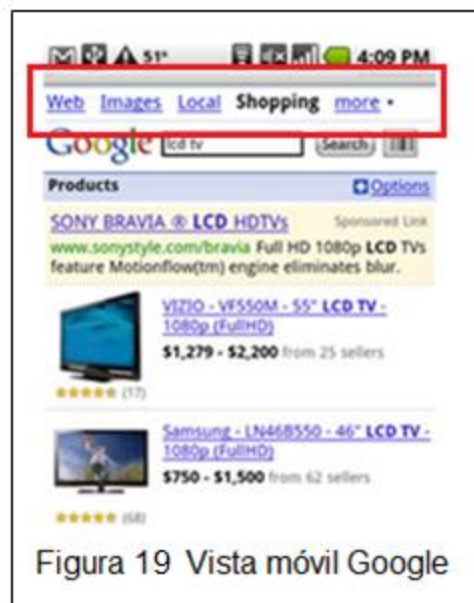 51° 4:09 PM
Web Images Local Shopping more
Google lcd tv Search
Products Options
SONY BRAVIA ® LCD HDTVs Sponsored Link
www.sonystyle.com/bravia Full HD 1080p LCD TVs
feature Motionflow(tm) engine eliminates blur.
VIZIO - VF550M - 55" LCD TV -
1080p (FullHD)
$1,279 - $2,200 from 25 sellers
(17)
Samsung - LN46B550 - 46" LCD TV -
1080p (FullHD)
$750 - $1,500 from 62 sellers
(68)
Figura 19 Vista móvil Google